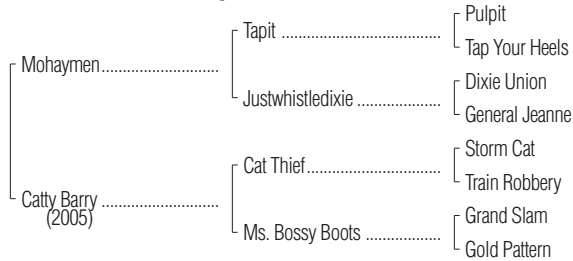 Pulpit
Tapit
Tap Your Heels
Mohaymen
Dixie Union
Justwhistledixie
General Jeanne
Storm Cat
Cat Thief
Train Robbery
Catty Barry
(2005)
Grand Slam
Ms. Bossy Boots
Gold Pattern